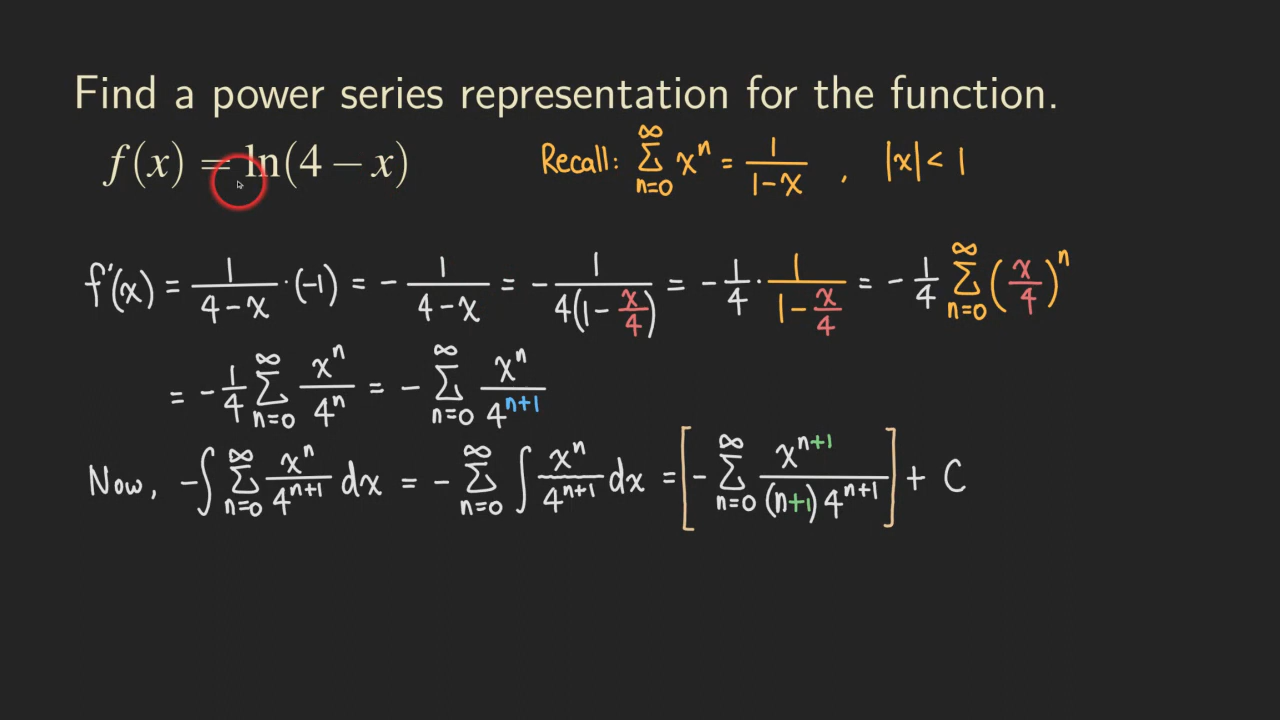 Find a power series representation for the function.
f(x) = ln(4 − x)    Recall: ∑_{n=0}^{∞} x^n = 1/(1-x) , |x| < 1
f'(x) = 1/(4-x) · (-1) = - 1/(4-x) = - 1/(4(1 - x/4)) = - 1/4 · 1/(1 - x/4) = - 1/4 ∑_{n=0}^{∞} (x/4)^n
= - 1/4 ∑_{n=0}^{∞} x^n/4^n = - ∑_{n=0}^{∞} x^n/4^{n+1}
Now, -∫ ∑_{n=0}^{∞} x^n/4^{n+1} dx = - ∑_{n=0}^{∞} ∫ x^n/4^{n+1} dx = [ - ∑_{n=0}^{∞} x^{n+1}/((n+1) 4^{n+1}) ] + C